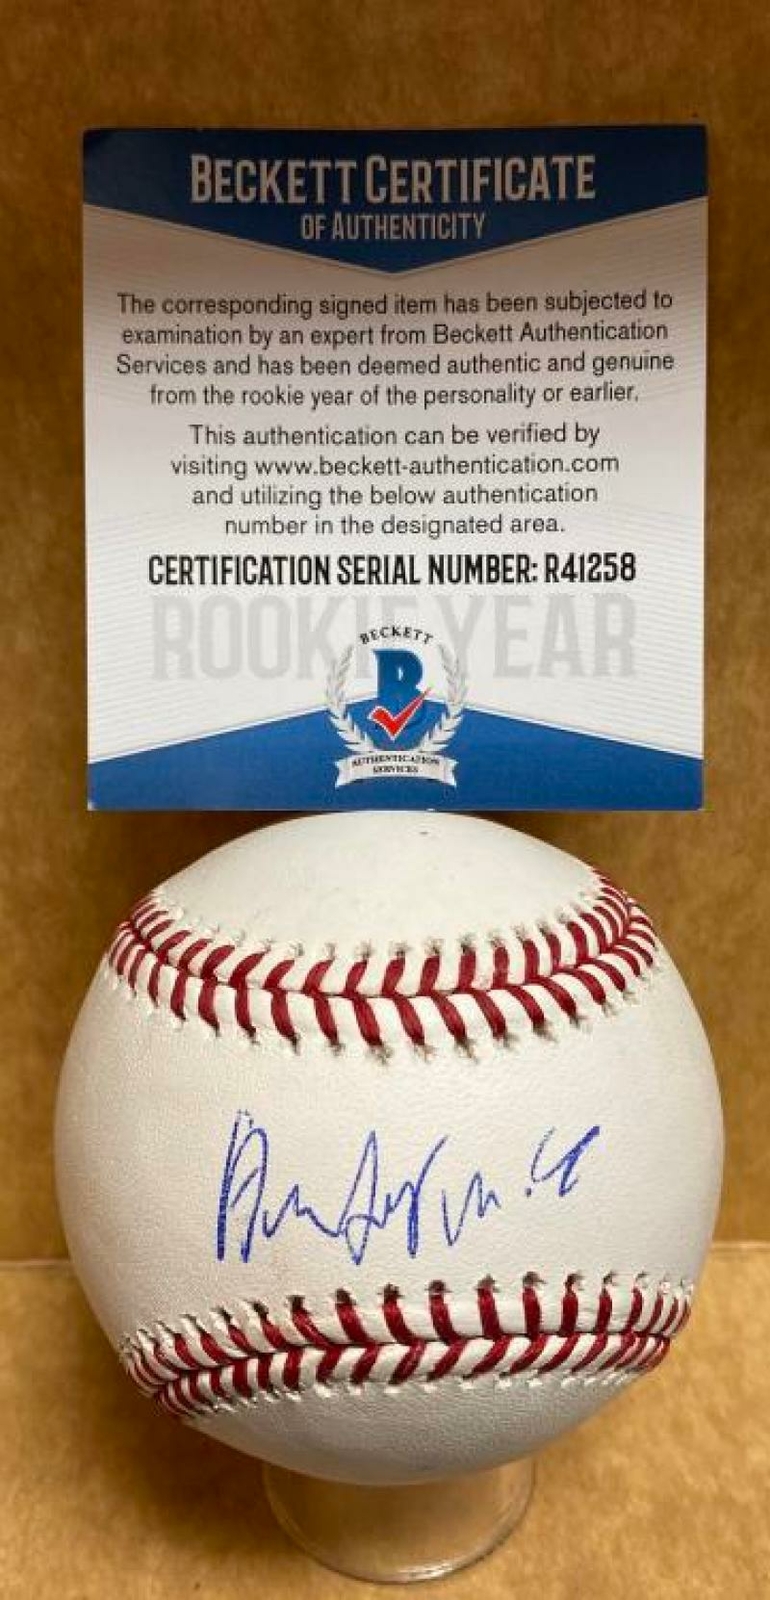 BECKETT CERTIFICATE
OF AUTHENTICITY
The corresponding signed item has been subjected to
examination by an expert from Beckett Authentication
Services and has been deemed authentic and genuine
from the rookie year of the personality or earlier.
This authentication can be verified by
visiting www.beckett-authentication.com
and utilizing the below authentication
number in the designated area.
CERTIFICATION SERIAL NUMBER: R41258
ROOKIE YEAR
BECKETT
B
AUTHENTICATION
SERVICES